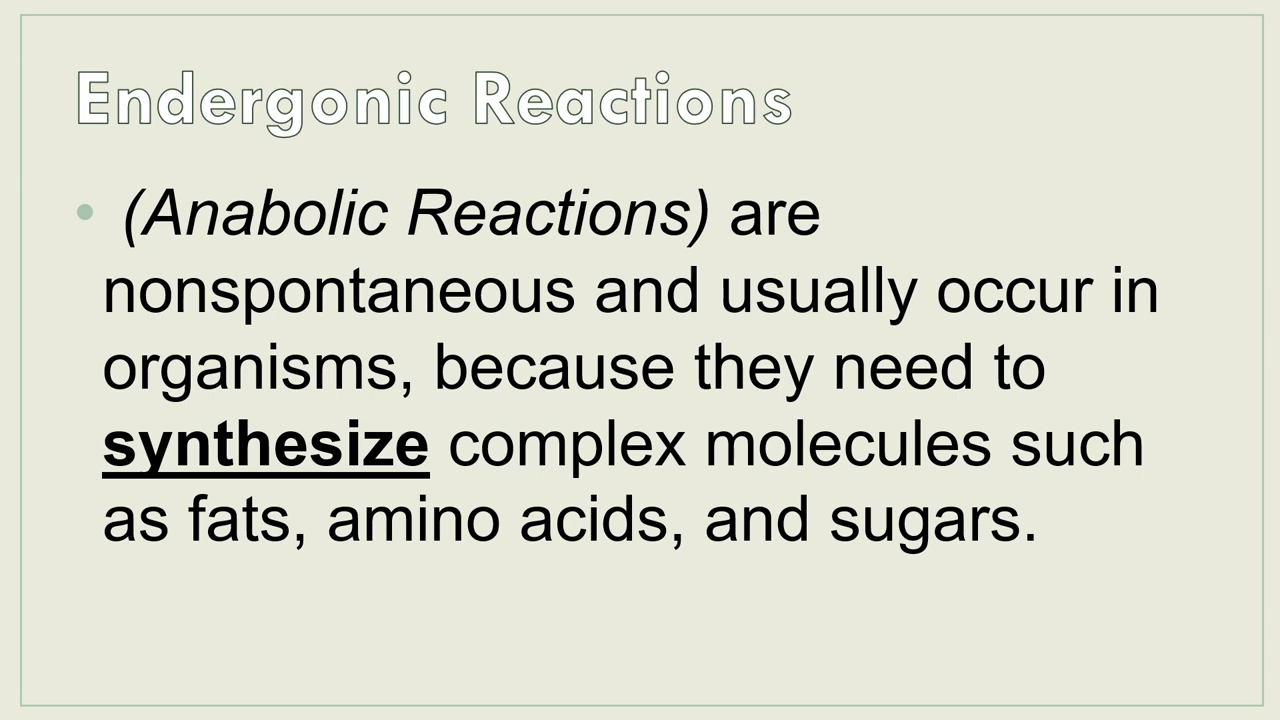 Endergonic Reactions
• (Anabolic Reactions) are
nonspontaneous and usually occur in
organisms, because they need to
synthesize complex molecules such
as fats, amino acids, and sugars.